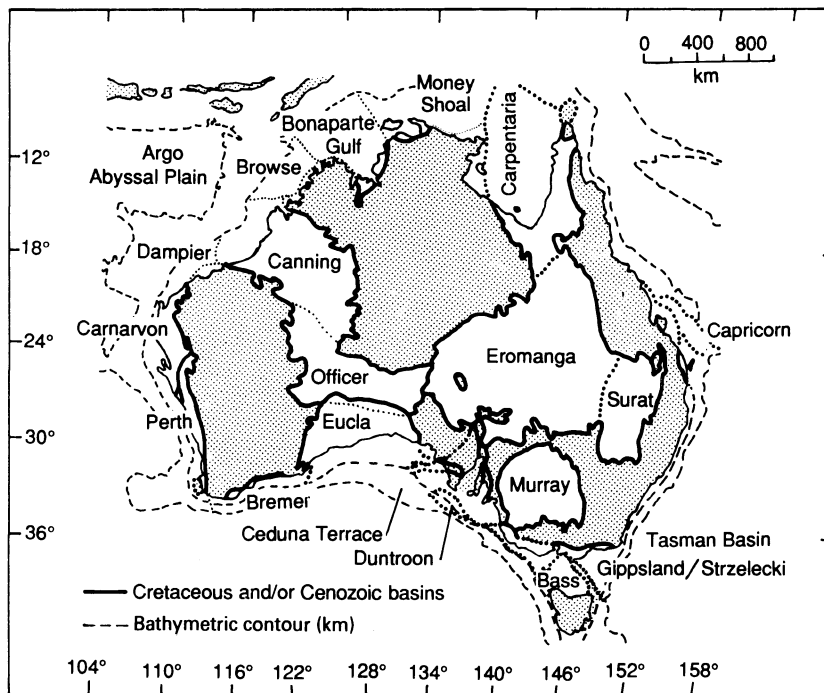 0 400 800
km
Money
Shoal
Bonaparte
Gulf
Carpentaria
Argo
Abyssal Plain
Browse
–12°
Dampier
–18°
Canning
Carnarvon
–24°
Capricorn
Eromanga
Officer
Surat
Perth
Eucla
–30°
Murray
Bremer
Ceduna Terrace
–36°
Duntroon
Tasman Basin
Gippsland/Strzelecki
Bass
Cretaceous and/or Cenozoic basins
Bathymetric contour (km)
104° 110° 116° 122° 128° 134° 140° 146° 152° 158°